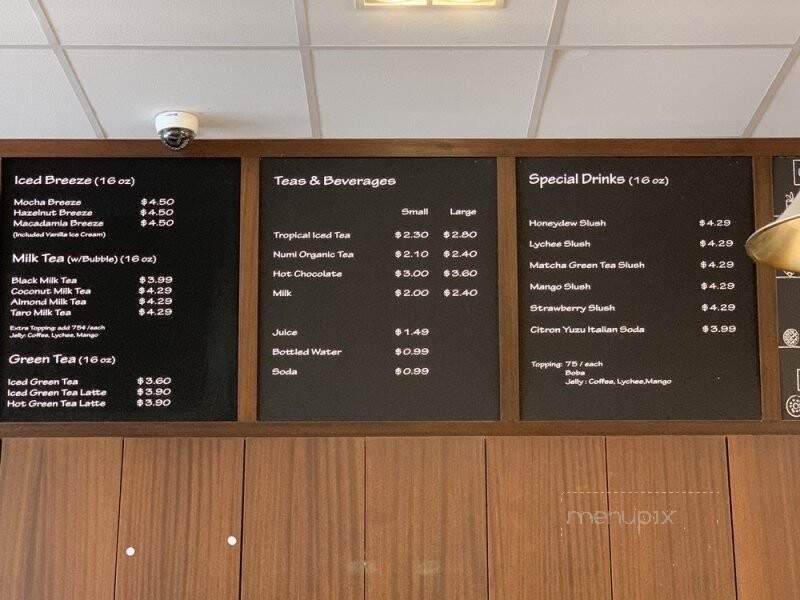 Iced Breeze (16 oz)
Mocha Breeze $4.50
Hazelnut Breeze $4.50
Macadamia Breeze $4.50
(Included Vanilla Ice Cream)
Milk Tea (w/Bubble) (16 oz)
Black Milk Tea $3.99
Coconut Milk Tea $4.29
Almond Milk Tea $4.29
Taro Milk Tea $4.29
Extra Topping: add 75¢ /each
Jelly: Coffee, Lychee, Mango
Green Tea (16 oz)
Iced Green Tea $3.60
Iced Green Tea Latte $3.90
Hot Green Tea Latte $3.90
Teas & Beverages
Small Large
Tropical Iced Tea $2.30 $2.80
Numi Organic Tea $2.10 $2.40
Hot Chocolate $3.00 $3.60
Milk $2.00 $2.40
Juice $1.49
Bottled Water $0.99
Soda $0.99
Special Drinks (16 oz)
Honeydew Slush $4.29
Lychee Slush $4.29
Matcha Green Tea Slush $4.29
Mango Slush $4.29
Strawberry Slush $4.29
Citron Yuzu Italian Soda $3.99
Topping: 75 / each
Boba
Jelly : Coffee, Lychee,Mango
menupix